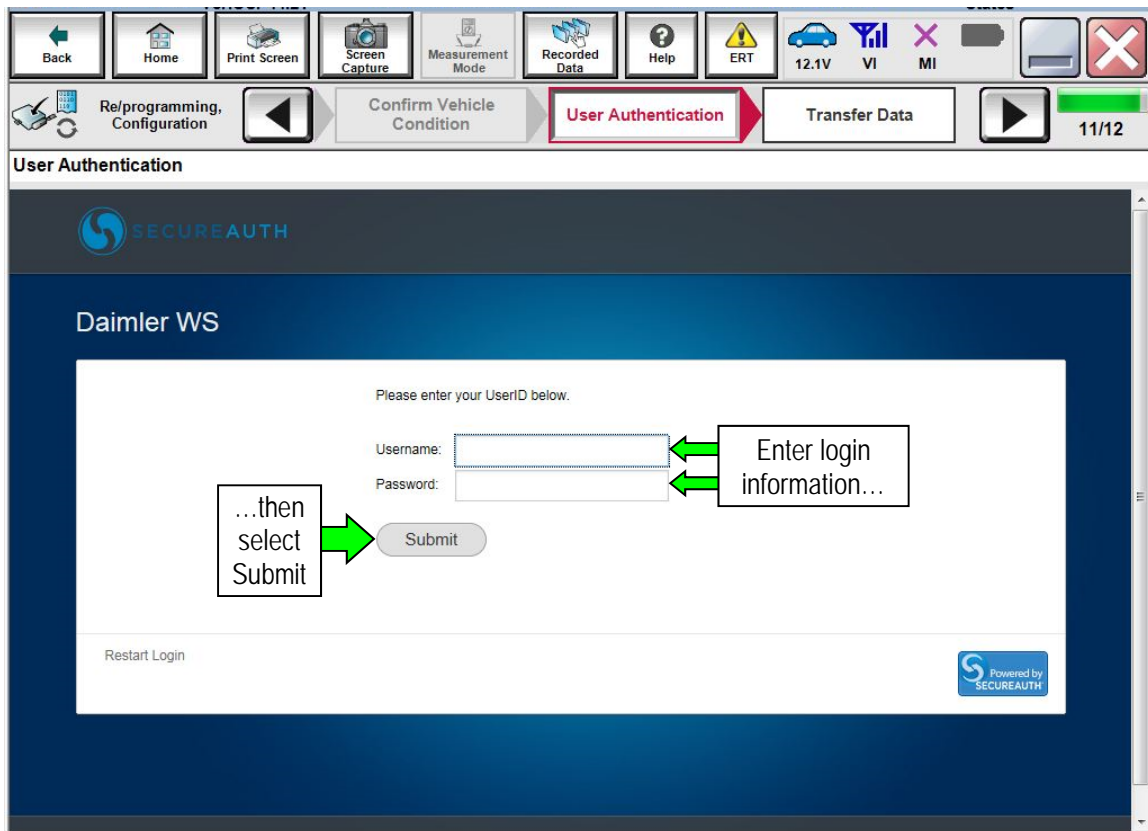 Back
Home
Print Screen
Screen
Capture
Measurement
Mode
Recorded
Data
Help
ERT
12.1V
VI
MI
Re/programming,
Configuration
Confirm Vehicle
Condition
User Authentication
Transfer Data
11/12
User Authentication
SECUREAUTH
Daimler WS
Please enter your UserID below.
Username:
Enter login
information...
Password:
...then
select
Submit
Submit
Restart Login
Powered by
SECUREAUTH